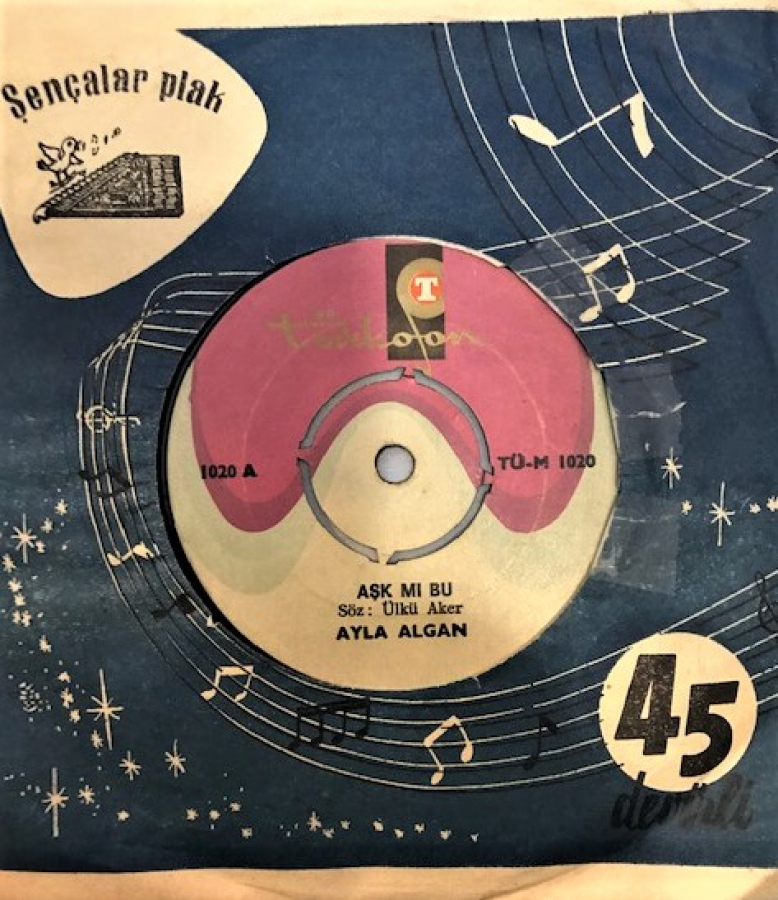 Şençalar plak
T
türkofon
1020 A
TÜ-M 1020
AŞK MI BU
Söz: Ülkü Aker
AYLA ALGAN
45
devirli